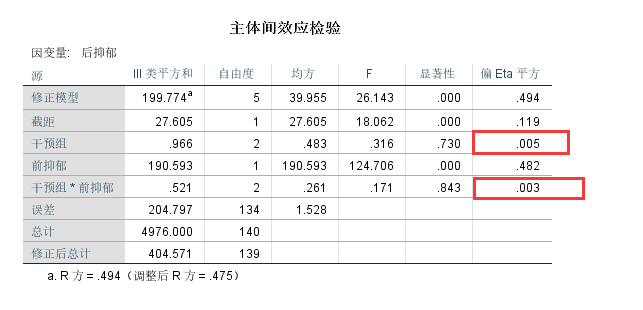 主体间效应检验
因变量: 后抑郁
源 III 类平方和 自由度 均方 F 显著性 偏 Eta 平方
修正模型 199.774a 5 39.955 26.143 .000 .494
截距 27.605 1 27.605 18.062 .000 .119
干预组 .966 2 .483 .316 .730 .005
前抑郁 190.593 1 190.593 124.706 .000 .482
干预组 * 前抑郁 .521 2 .261 .171 .843 .003
误差 204.797 134 1.528
总计 4976.000 140
修正后总计 404.571 139
a. R 方 = .494（调整后 R 方 = .475）